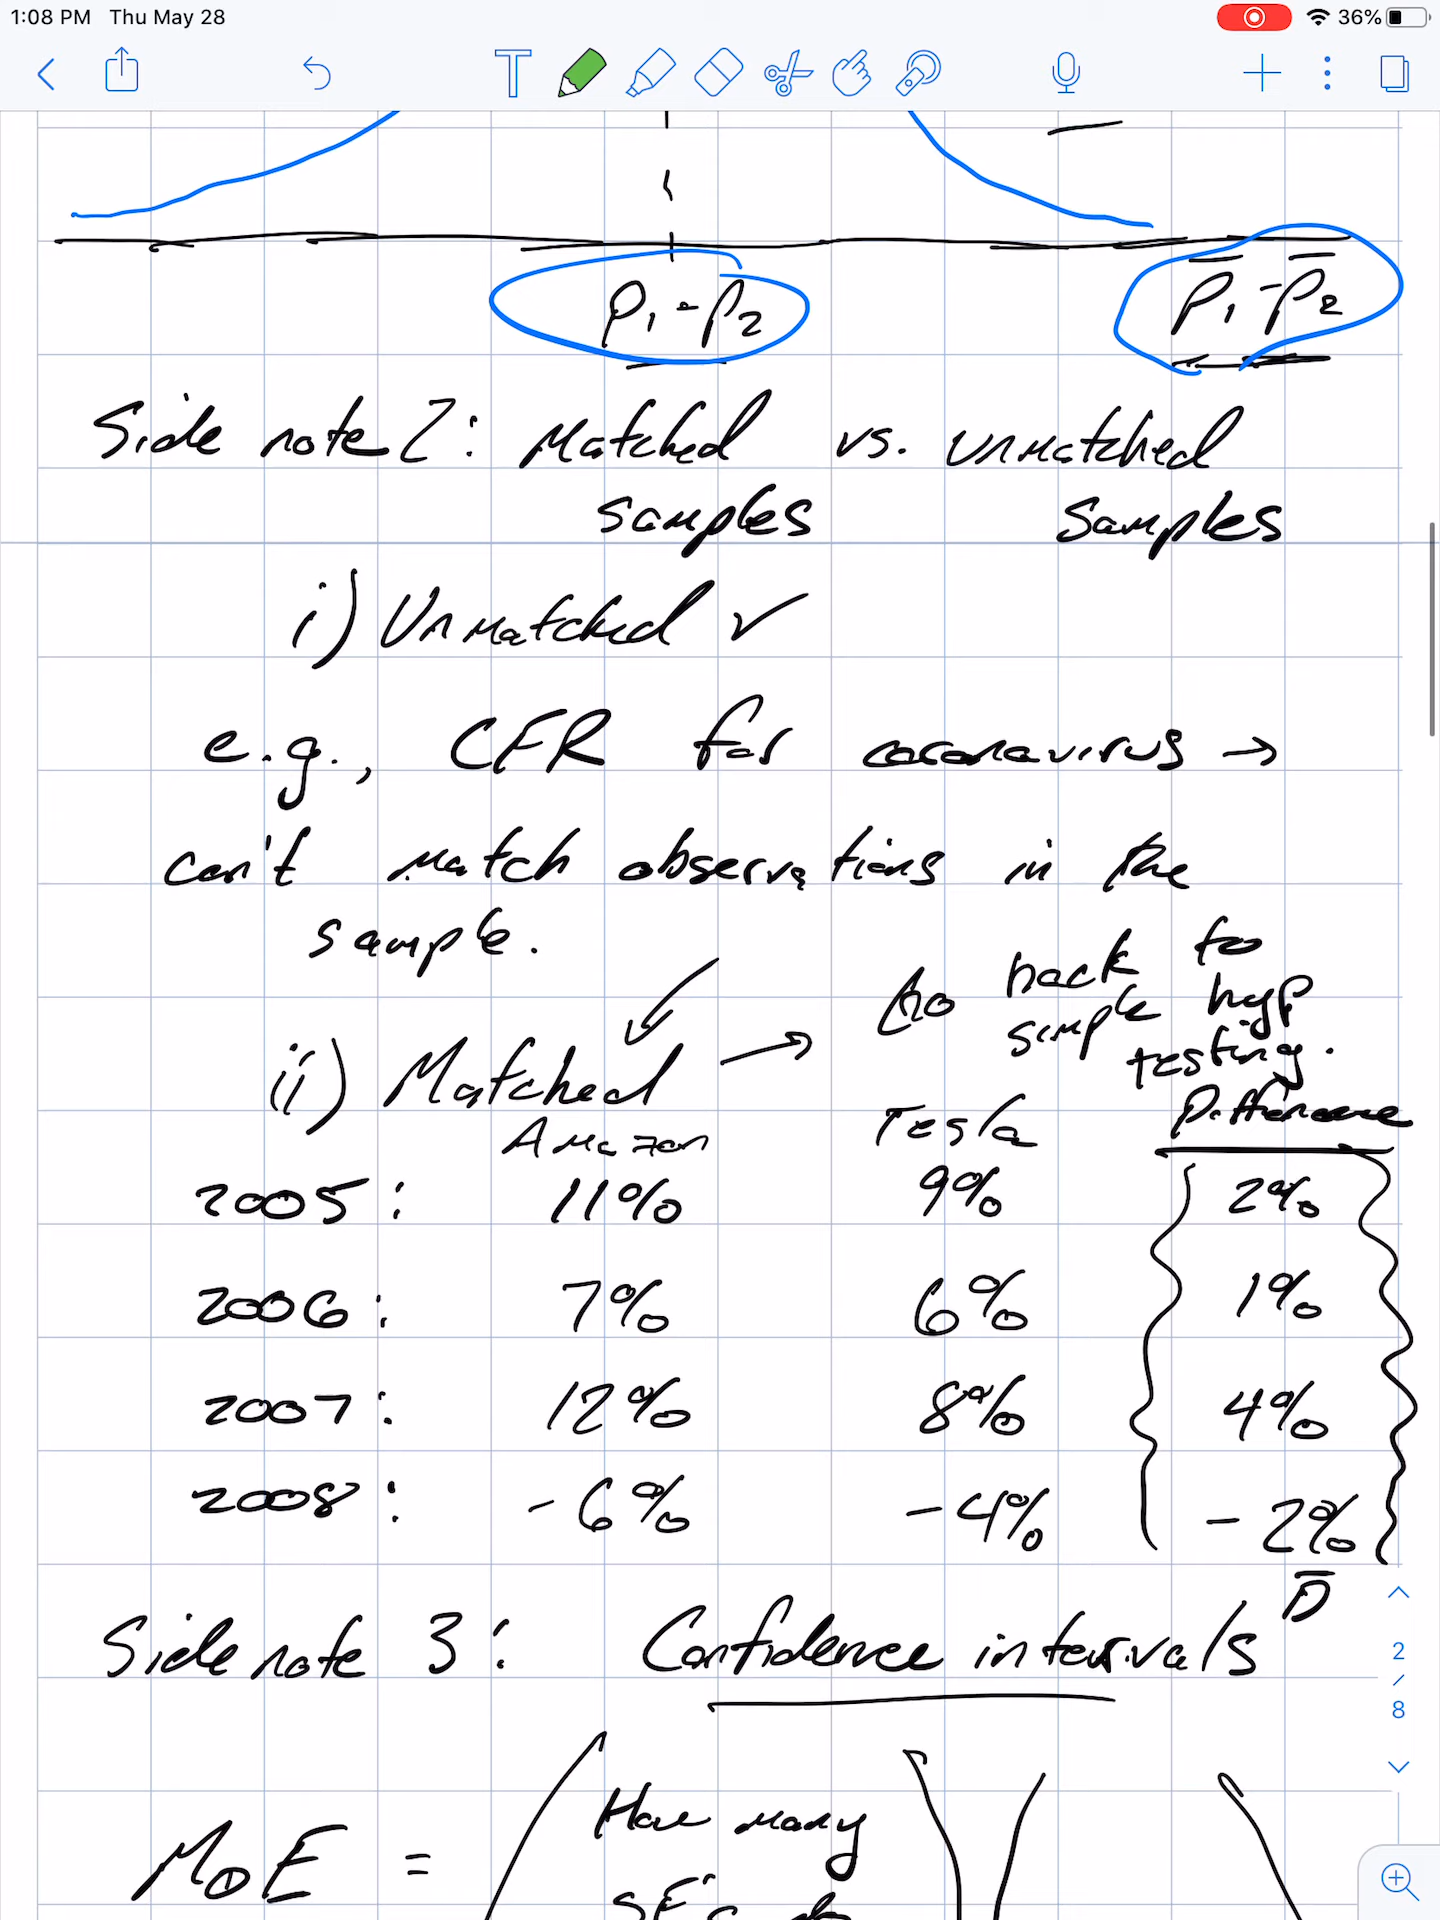 1:08 PM Thu May 28 36%
T
P₁ - P₂ P̅₁ - P̅₂
Side note 2: Matched vs. unmatched
samples samples
i) Unmatched ✓
e.g., CFR for coronavirus →
can't match observations in the
sample.
ii) Matched → Go back to
simple hyp
testing.
Amazon Tesla Difference
2005: 11% 9% 2%
2006: 7% 6% 1%
2007: 12% 8% 4%
2008: -6% -4% -2%
D̅
Side note 3: Confidence intervals
2
/
8
MoE = How many
SE's to